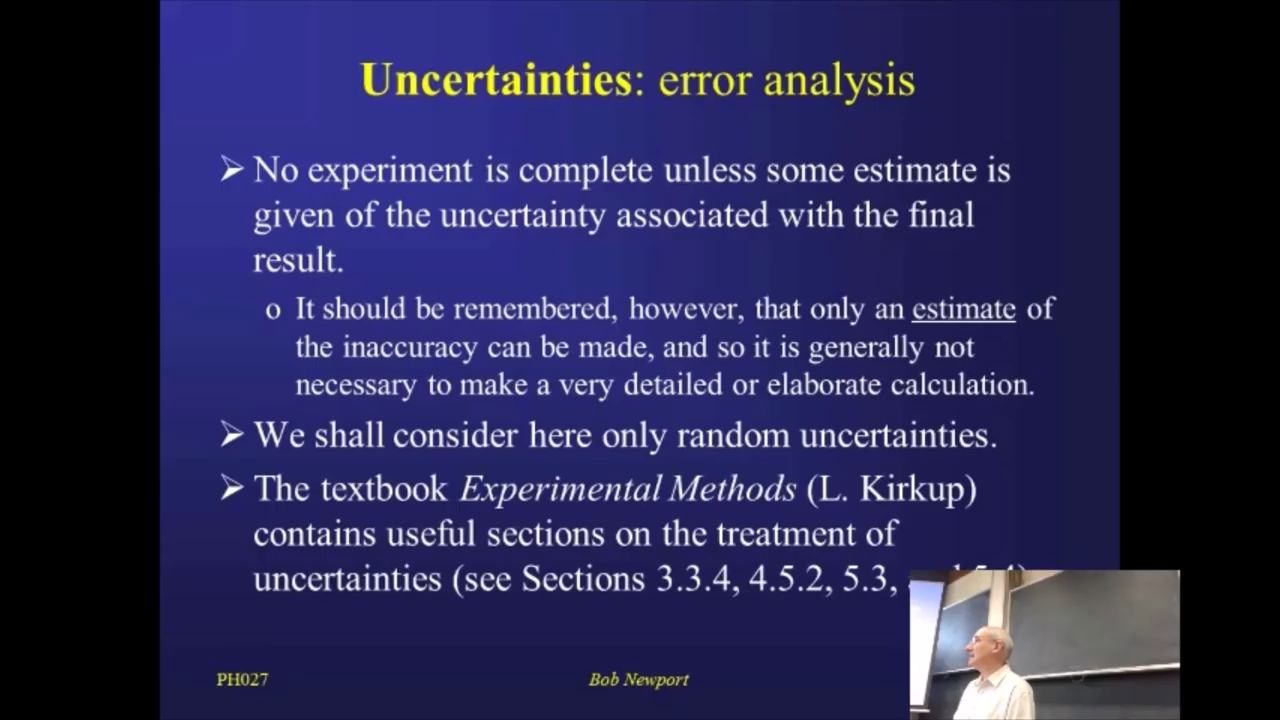 Uncertainties: error analysis
No experiment is complete unless some estimate is
given of the uncertainty associated with the final
result.
o It should be remembered, however, that only an estimate of
the inaccuracy can be made, and so it is generally not
necessary to make a very detailed or elaborate calculation.
We shall consider here only random uncertainties.
The textbook Experimental Methods (L. Kirkup)
contains useful sections on the treatment of
uncertainties (see Sections 3.3.4, 4.5.2, 5.3,
PH027
Bob Newport